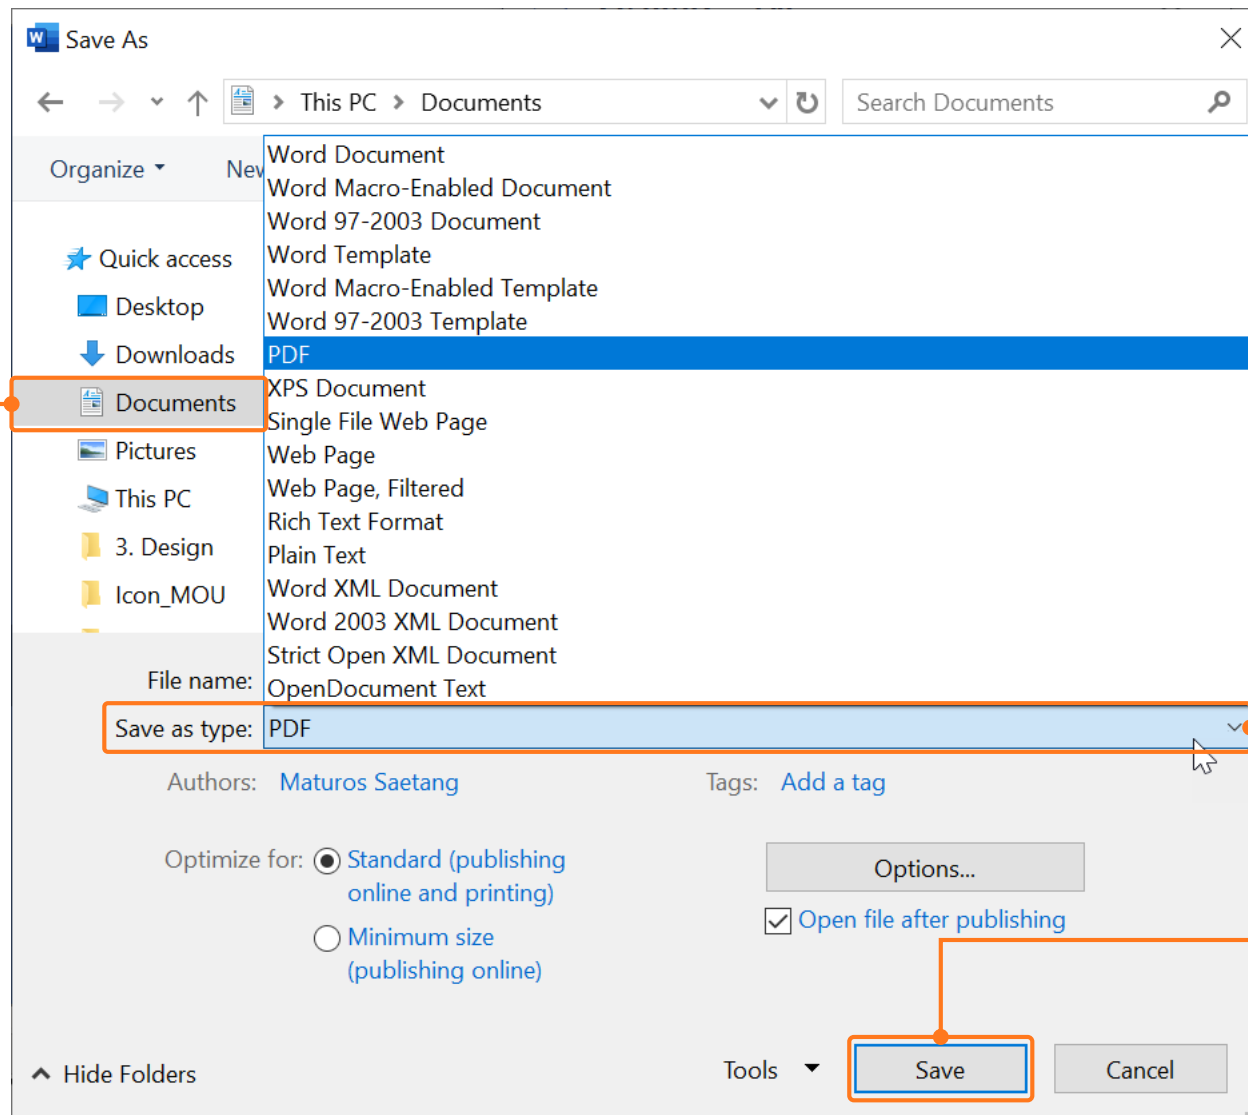 Save As
This PC > Documents
Search Documents
Organize
New
Quick access
Desktop
Downloads
Documents
Pictures
This PC
3. Design
Icon_MOU
Word Document
Word Macro-Enabled Document
Word 97-2003 Document
Word Template
Word Macro-Enabled Template
Word 97-2003 Template
PDF
XPS Document
Single File Web Page
Web Page
Web Page, Filtered
Rich Text Format
Plain Text
Word XML Document
Word 2003 XML Document
Strict Open XML Document
OpenDocument Text
File name:
Save as type: PDF
Authors: Maturos Saetang
Tags: Add a tag
Optimize for: Standard (publishing
online and printing)
Minimum size
(publishing online)
Options...
Open file after publishing
Hide Folders
Tools
Save
Cancel